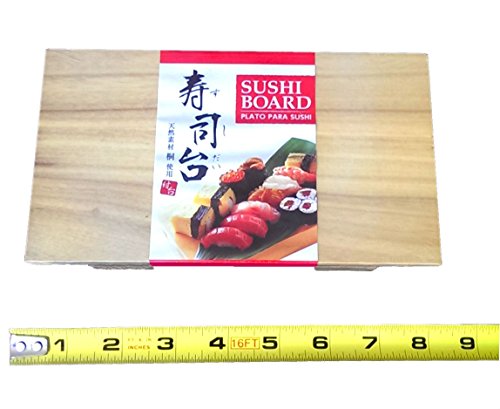 寿司台
すしだい
天然素材 桐 使用
SUSHI
BOARD
PLATO PARA SUSHI
1 2 3 4 16FT 5 6 7 8 9
INCHES